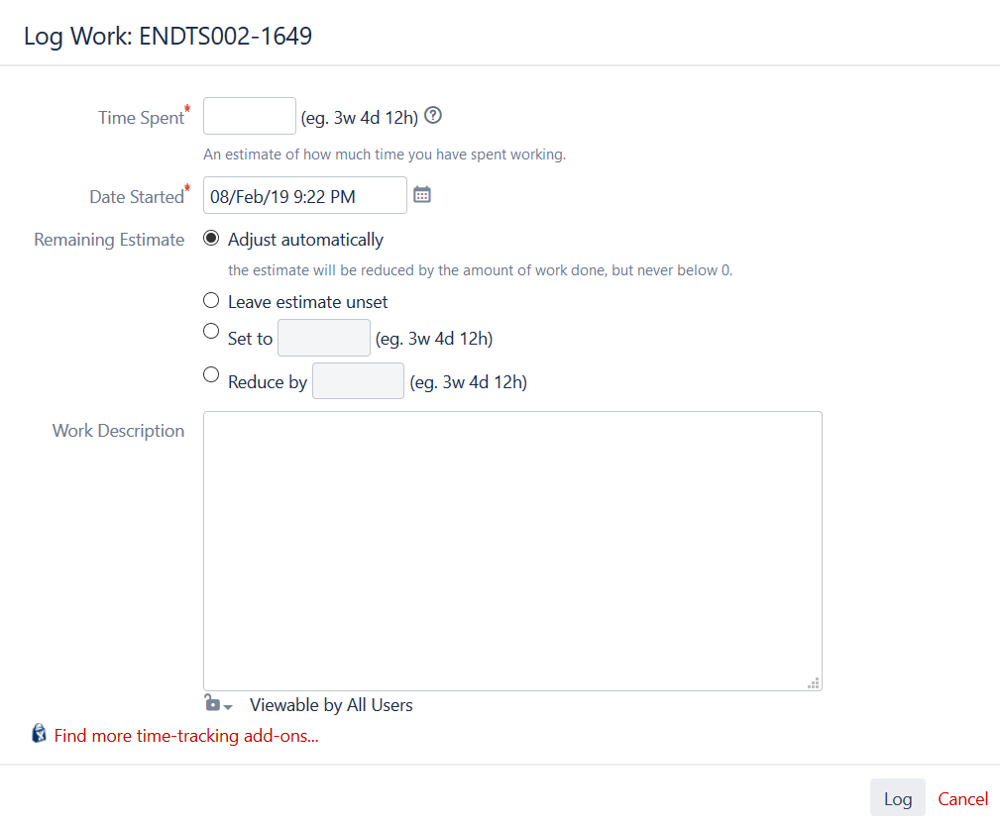 Log Work: ENDTS002-1649
Time Spent* (eg. 3w 4d 12h) ?
An estimate of how much time you have spent working.
Date Started* 08/Feb/19 9:22 PM
Remaining Estimate Adjust automatically
the estimate will be reduced by the amount of work done, but never below 0.
Leave estimate unset
Set to (eg. 3w 4d 12h)
Reduce by (eg. 3w 4d 12h)
Work Description
Viewable by All Users
Find more time-tracking add-ons...
Log Cancel